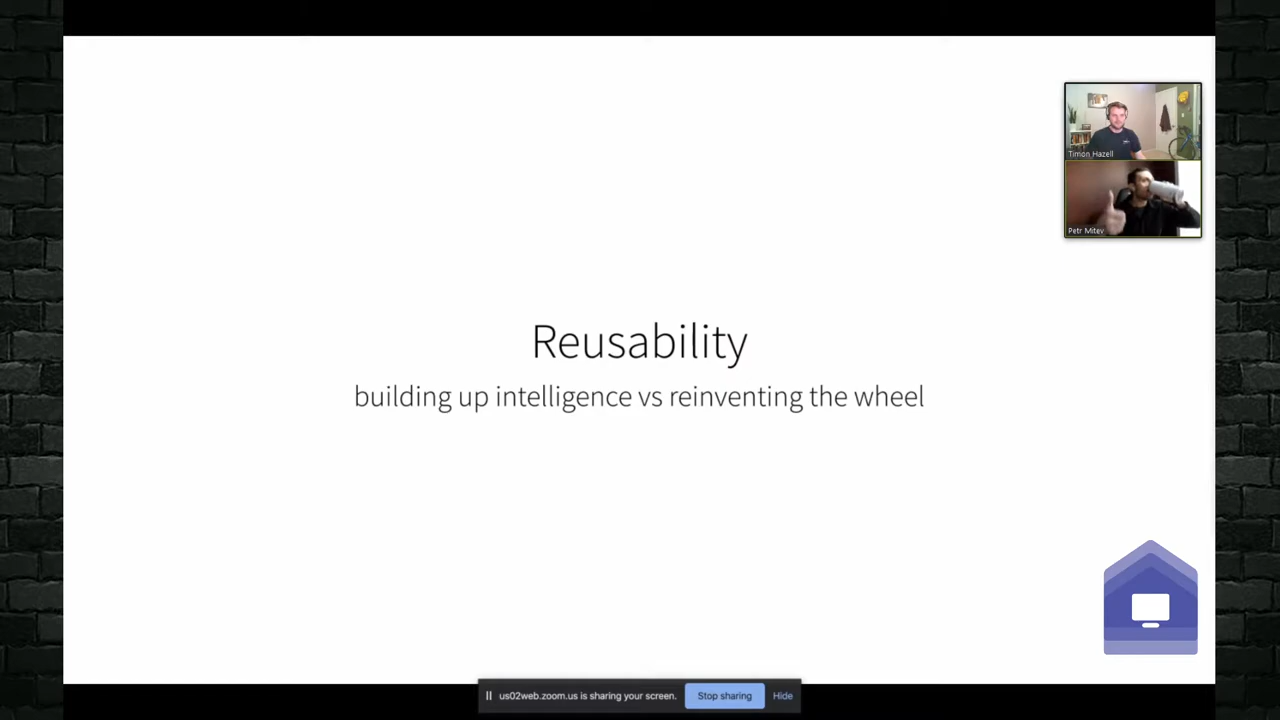 Timon Hazell
Petr Mitev
Reusability
building up intelligence vs reinventing the wheel
us02web.zoom.us is sharing your screen.
Stop sharing
Hide